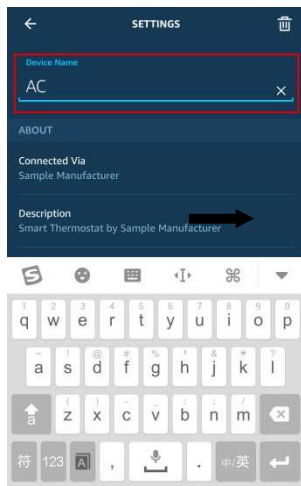 SETTINGS
Device Name
AC
ABOUT
Connected Via
Sample Manufacturer
Description
Smart Thermostat by Sample Manufacturer
1 2 3 4 5 6 7 8 9 0
q w e r t y u i o p
~ ! @ # % ' & * ?
a s d f g h j k l
z x c v b n m
符 123 A , . 中/英